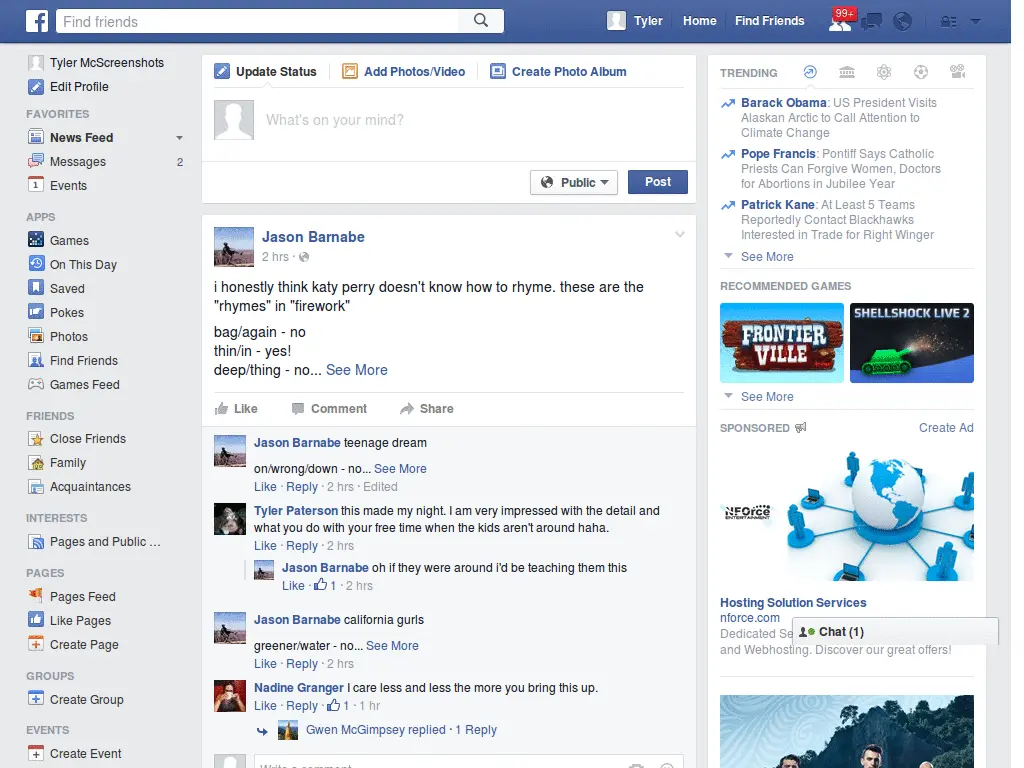 Find friends
Tyler
Home
Find Friends
99+
Tyler McScreenshots
Edit Profile
FAVORITES
News Feed
Messages 2
1 Events
APPS
Games
On This Day
Saved
Pokes
Photos
Find Friends
Games Feed
FRIENDS
Close Friends
Family
Acquaintances
INTERESTS
Pages and Public ...
PAGES
Pages Feed
Like Pages
Create Page
GROUPS
Create Group
EVENTS
Create Event
Update Status
Add Photos/Video
Create Photo Album
What's on your mind?
Public
Post
Jason Barnabe
2 hrs ·
i honestly think katy perry doesn't know how to rhyme. these are the
"rhymes" in "firework"
bag/again - no
thin/in - yes!
deep/thing - no... See More
Like
Comment
Share
Jason Barnabe teenage dream
on/wrong/down - no... See More
Like · Reply · 2 hrs · Edited
Tyler Paterson this made my night. I am very impressed with the detail and
what you do with your free time when the kids aren't around haha.
Like · Reply · 2 hrs
Jason Barnabe oh if they were around i'd be teaching them this
Like · 1 · 2 hrs
Jason Barnabe california gurls
greener/water - no... See More
Like · Reply · 2 hrs
Nadine Granger I care less and less the more you bring this up.
Like · Reply · 1 · 1 hr
Gwen McGimpsey replied · 1 Reply
Write a comment
TRENDING
Barack Obama: US President Visits
Alaskan Arctic to Call Attention to
Climate Change
Pope Francis: Pontiff Says Catholic
Priests Can Forgive Women, Doctors
for Abortions in Jubilee Year
Patrick Kane: At Least 5 Teams
Reportedly Contact Blackhawks
Interested in Trade for Right Winger
See More
RECOMMENDED GAMES
FRONTIER
VILLE
SHELLSHOCK LIVE 2
See More
SPONSORED
Create Ad
NFOrce
ENTERTAINMENT
Hosting Solution Services
nforce.com
Dedicated Se
Chat (1)
and Webhosting. Discover our great offers!